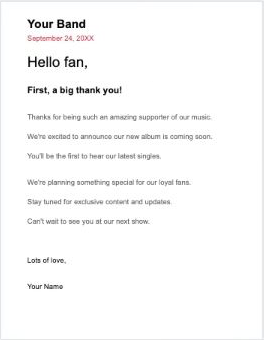 Your Band
September 24, 20XX
Hello fan,
First, a big thank you!
Thanks for being such an amazing supporter of our music.
We're excited to announce our new album is coming soon.
You'll be the first to hear our latest singles.
We're planning something special for our loyal fans.
Stay tuned for exclusive content and updates.
Can't wait to see you at our next show.
Lots of love,
Your Name